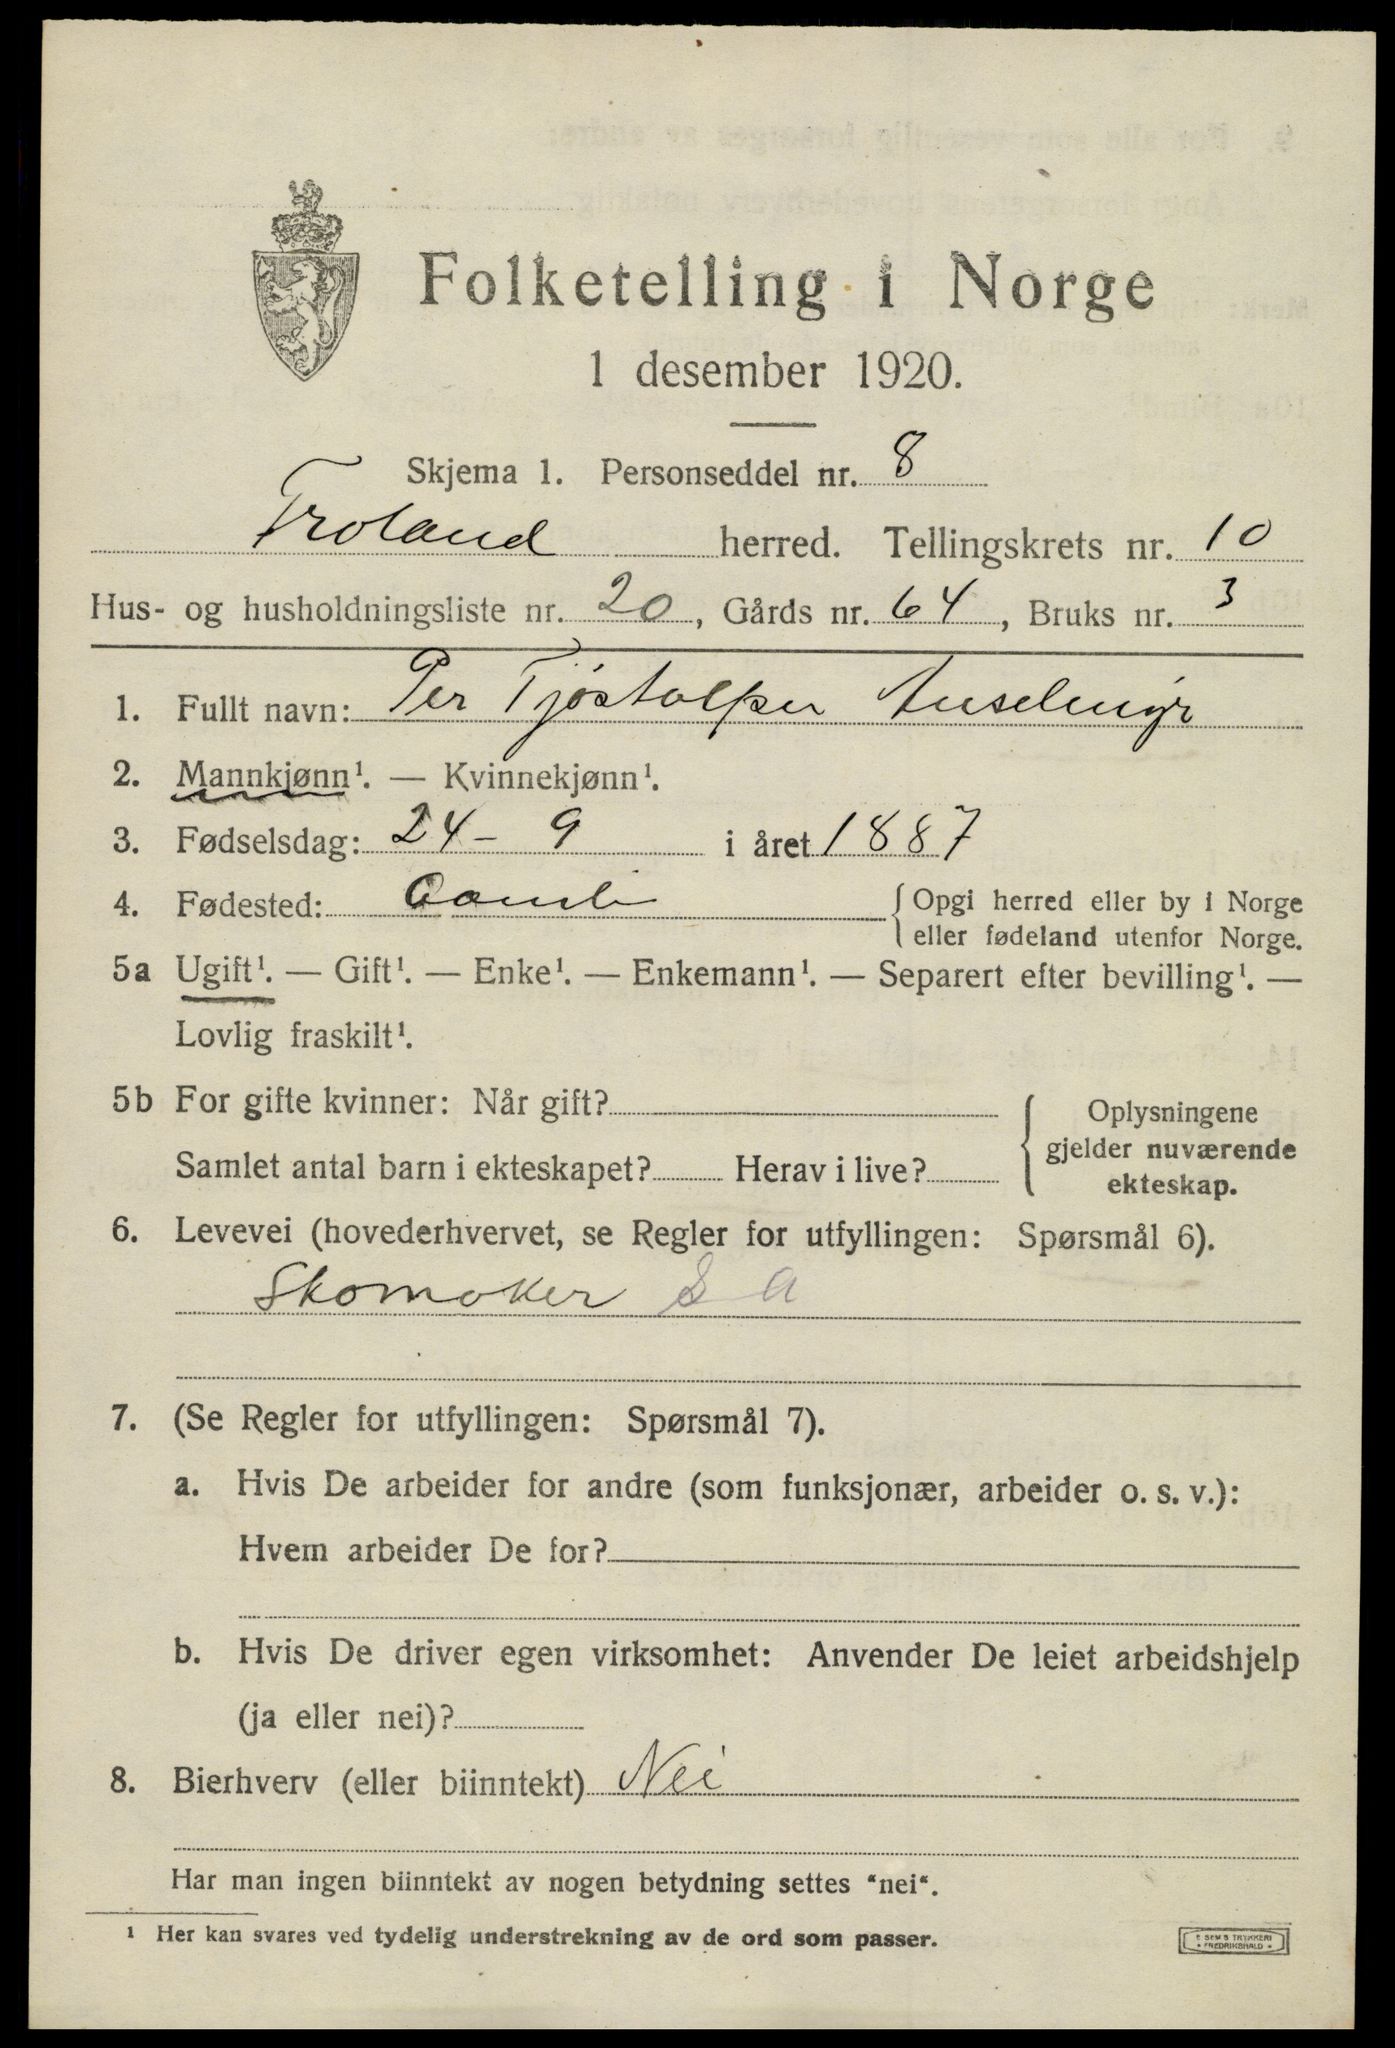 Folketelling i Norge
1 desember 1920.
Skjema 1. Personseddel nr. 8
Froland herred. Tellingskrets nr. 10
Hus- og husholdningsliste nr. 20, Gårds nr. 64, Bruks nr. 3
1. Fullt navn: Per Tjøstolpsen
2. Mannkjønn¹. — Kvinnekjønn¹.
3. Fødselsdag: 24 - 9 i året 1887
4. Fødested: Aamli { Opgi herred eller by i Norge
eller fødeland utenfor Norge.
5a Ugift¹. — Gift¹. — Enke¹. — Enkemann¹. — Separert efter bevilling¹. —
Lovlig fraskilt¹.
5b For gifte kvinner: Når gift?
Samlet antal barn i ekteskapet? Herav i live?
{ Oplysningene
gjelder nuværende
ekteskap.
6. Levevei (hovederhvervet, se Regler for utfyllingen: Spørsmål 6).
Skomaker S A
7. (Se Regler for utfyllingen: Spørsmål 7).
a. Hvis De arbeider for andre (som funksjonær, arbeider o. s. v.):
Hvem arbeider De for?
b. Hvis De driver egen virksomhet: Anvender De leiet arbeidshjelp
(ja eller nei)?
8. Bierhverv (eller biinntekt) Nei
Har man ingen biinntekt av nogen betydning settes "nei".
¹ Her kan svares ved tydelig understrekning av de ord som passer.
TRYKKERI
FREDRIKSHALD